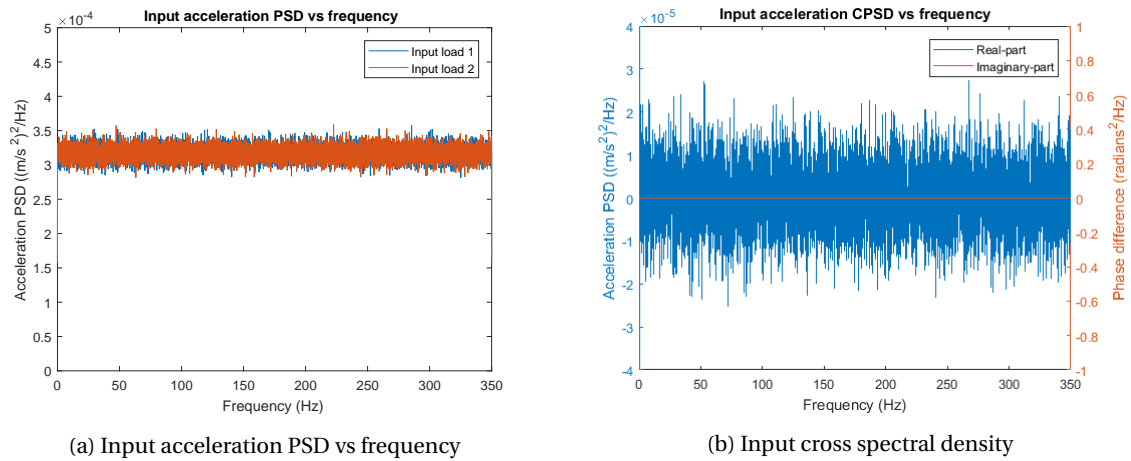 Input acceleration PSD vs frequency
×10⁻⁴
5
4.5
4
3.5
3
2.5
2
1.5
1
0.5
0
Acceleration PSD ((m/s²)²/Hz)
Input load 1
Input load 2
0 50 100 150 200 250 300 350
Frequency (Hz)
(a) Input acceleration PSD vs frequency
Input acceleration CPSD vs frequency
×10⁻⁵
4
3
2
1
0
-1
-2
-3
-4
Acceleration PSD ((m/s²)²/Hz)
Real-part
Imaginary-part
1
0.8
0.6
0.4
0.2
0
-0.2
-0.4
-0.6
-0.8
-1
Phase difference (radians²/Hz)
0 50 100 150 200 250 300 350
Frequency (Hz)
(b) Input cross spectral density